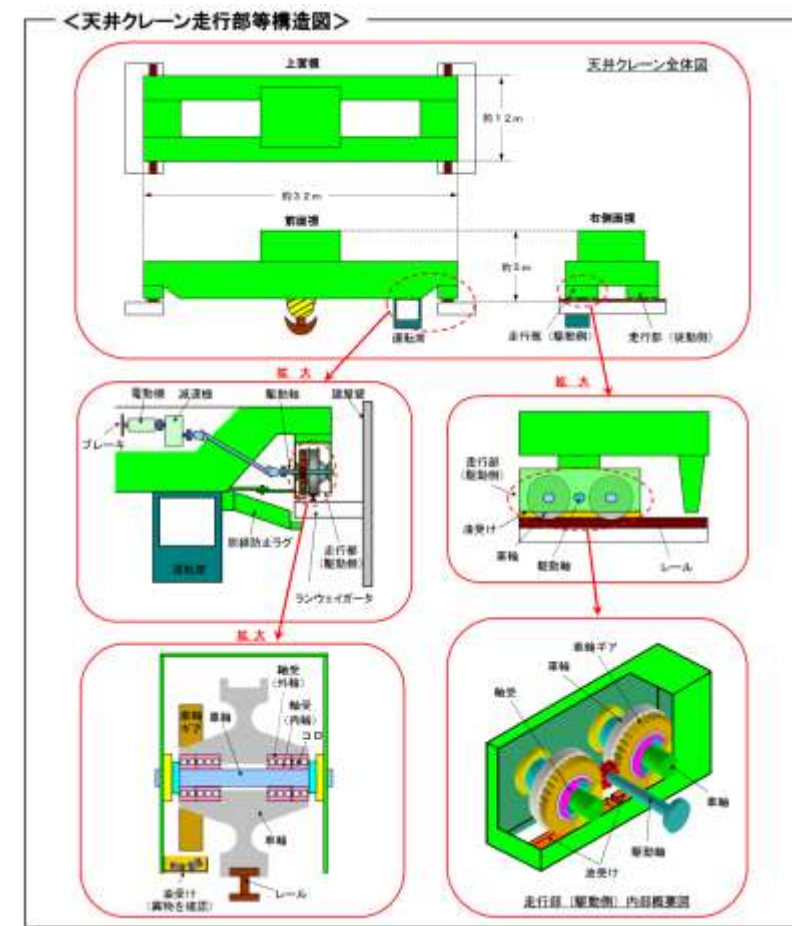 ＜天井クレーン走行部等構造図＞
天井クレーン全体図
上面視
約12m
約32m
前面視
右側面視
約5m
運転席
走行部（駆動側）
走行部（従動側）
拡 大
拡 大
電動機
減速機
駆動軸
建屋壁
ブレーキ
脱線防止ラグ
走行部
（駆動側）
運転席
ランウェイガータ
走行部
（駆動側）
油受け
車輪
駆動軸
レール
拡 大
軸受
（外輪）
軸受
（内輪）
コロ
車輪
ギア
車軸
車輪
油受け
（異物を確認）
レール
車輪ギア
車輪
軸受
車軸
駆動軸
油受け
走行部（駆動側）内部概要図